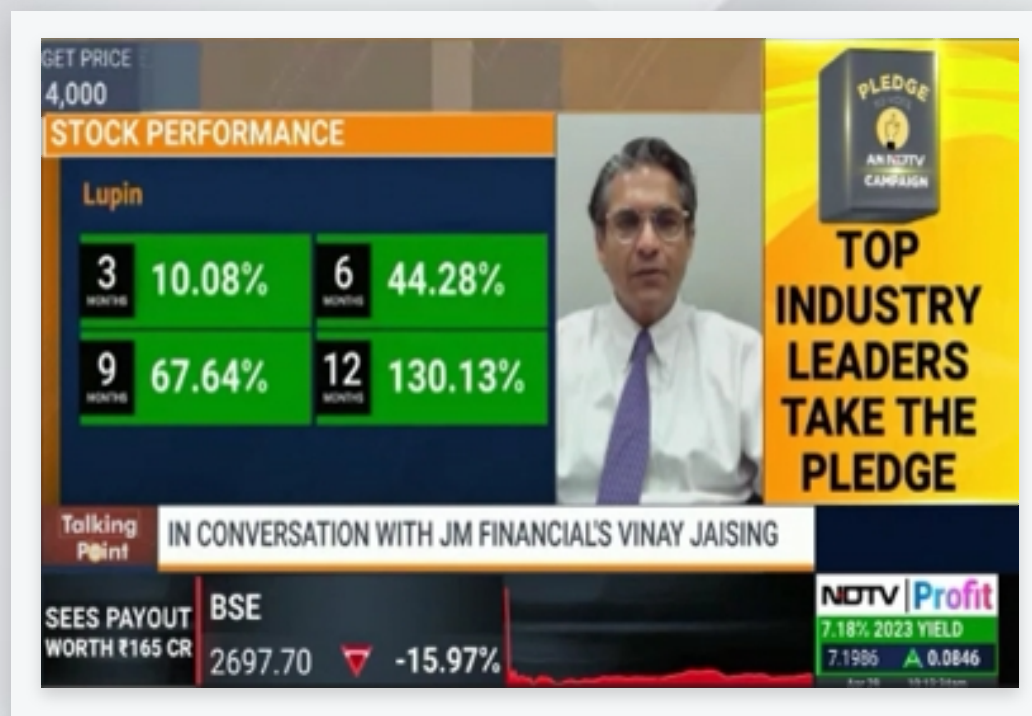 GET PRICE
4,000
STOCK PERFORMANCE
Lupin
3 MONTHS 10.08%
6 MONTHS 44.28%
9 MONTHS 67.64%
12 MONTHS 130.13%
PLEDGE
AN NDTV
CAMPAIGN
TOP
INDUSTRY
LEADERS
TAKE THE
PLEDGE
Talking
Point
IN CONVERSATION WITH JM FINANCIAL'S VINAY JAISING
SEES PAYOUT
WORTH ₹165 CR
BSE
2697.70 -15.97%
NDTV Profit
7.18% 2023 YIELD
7.1986 0.0846